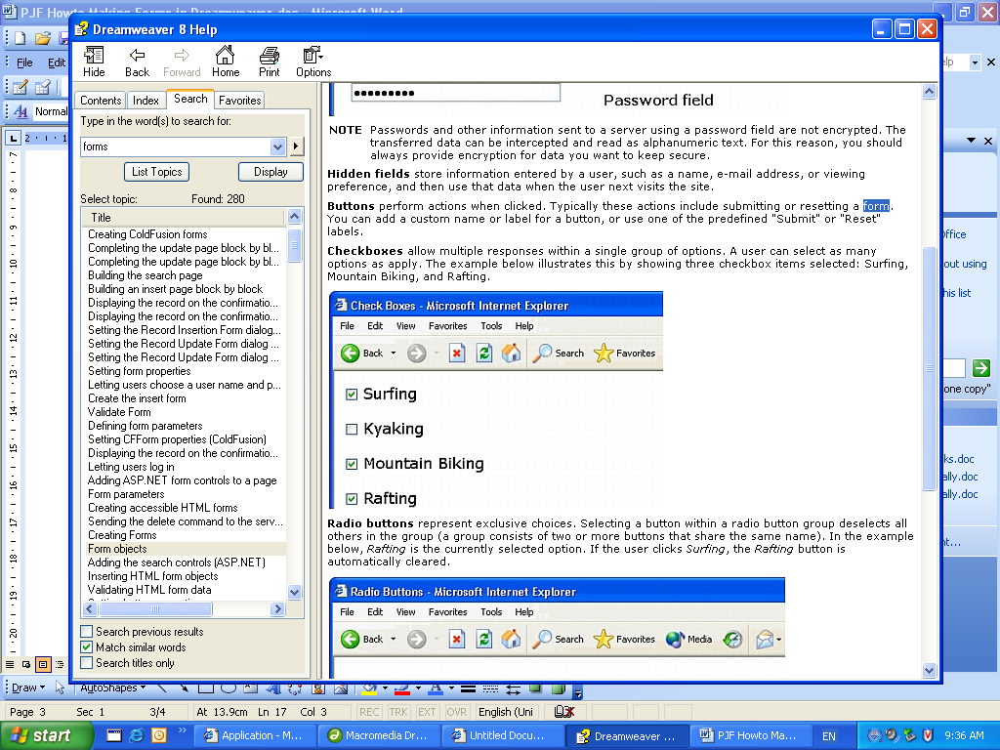 PJF Howto Making Forms in Dreamweaver.doc - Microsoft Word
Dreamweaver 8 Help
File Edit
Hide Back Forward Home Print Options
Normal
Contents Index Search Favorites
Type in the word(s) to search for:
forms
List Topics Display
Select topic: Found: 280
Title
Creating ColdFusion forms
Completing the update page block by bl...
Completing the update page block by bl...
Building the search page
Building an insert page block by block
Displaying the record on the confirmatio...
Displaying the record on the confirmatio...
Setting the Record Insertion Form dialog...
Setting the Record Update Form dialog ...
Setting the Record Update Form dialog ...
Setting form properties
Letting users choose a user name and p...
Create the insert form
Validate Form
Defining form parameters
Setting CFForm properties (ColdFusion)
Displaying the record on the confirmatio...
Letting users log in
Adding ASP.NET form controls to a page
Form parameters
Creating accessible HTML forms
Sending the delete command to the serv...
Creating Forms
Form objects
Adding the search controls (ASP.NET)
Inserting HTML form objects
Validating HTML form data
Search previous results
Match similar words
Search titles only
Password field
NOTE Passwords and other information sent to a server using a password field are not encrypted. The
transferred data can be intercepted and read as alphanumeric text. For this reason, you should
always provide encryption for data you want to keep secure.
Hidden fields store information entered by a user, such as a name, e-mail address, or viewing
preference, and then use that data when the user next visits the site.
Buttons perform actions when clicked. Typically these actions include submitting or resetting a form.
You can add a custom name or label for a button, or use one of the predefined "Submit" or "Reset"
labels.
Checkboxes allow multiple responses within a single group of options. A user can select as many
options as apply. The example below illustrates this by showing three checkbox items selected: Surfing,
Mountain Biking, and Rafting.
Check Boxes - Microsoft Internet Explorer
File Edit View Favorites Tools Help
Back Search Favorites
Surfing
Kyaking
Mountain Biking
Rafting
Radio buttons represent exclusive choices. Selecting a button within a radio button group deselects all
others in the group (a group consists of two or more buttons that share the same name). In the example
below, Rafting is the currently selected option. If the user clicks Surfing, the Rafting button is
automatically cleared.
Radio Buttons - Microsoft Internet Explorer
File Edit View Favorites Tools Help
Back Search Favorites Media
elp
Office
out using
his list
one copy"
ks.doc
ally.doc
ally.doc
nt...
Draw AutoShapes
Page 3 Sec 1 3/4 At 13.9cm Ln 17 Col 3 REC TRK EXT OVR English (Uni
start Application - M... Macromedia Dr... Untitled Docu... Dreamweaver ... PJF Howto Ma... EN 9:36 AM